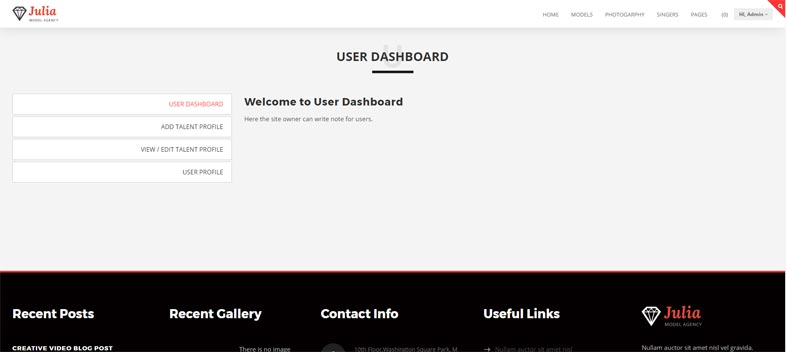 Julia
MODEL AGENCY
HOME MODELS PHOTOGARPHY SINGERS PAGES (0) Hi, Admin
USER DASHBOARD
USER DASHBOARD
ADD TALENT PROFILE
VIEW / EDIT TALENT PROFILE
USER PROFILE
Welcome to User Dashboard
Here the site owner can write note for users.
Recent Posts
CREATIVE VIDEO BLOG POST
Recent Gallery
There is no image
Contact Info
10th Floor,Washington Square Park, M
Useful Links
Nullam auctor sit amet nisl
Julia
MODEL AGENCY
Nullam auctor sit amet nisl vel gravida.